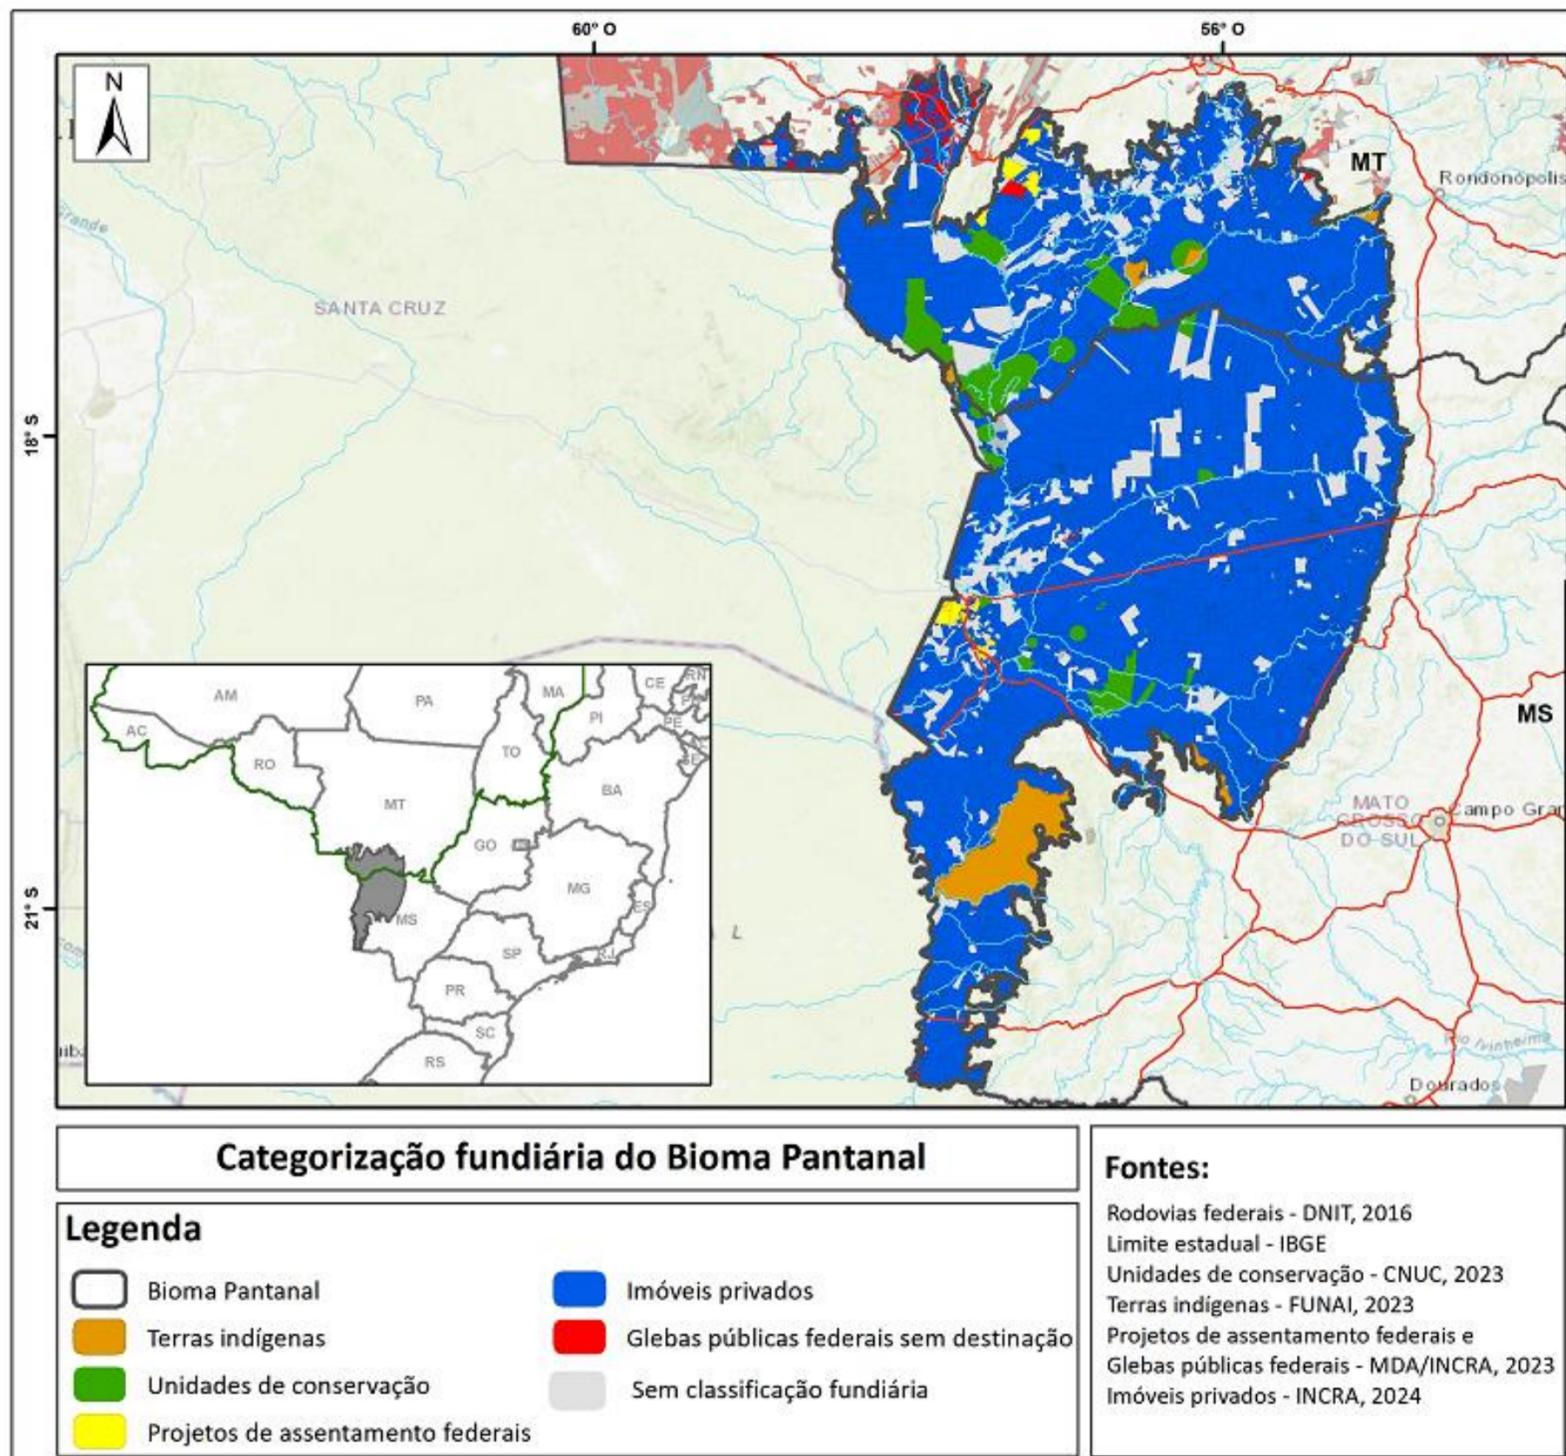 60° O
56° O
N
MT
Rondonópolis
Grande
SANTA CRUZ
18° S
MS
MATO
GROSSO
DO SUL
Campo Gran
21° S
L
Rio Ivinheima
Dourados
AM
PA
MA
CE
RN
PI
PE
AC
RO
TO
BA
MT
GO
MG
ES
MS
SP
RJ
PR
SC
RS
Categorização fundiária do Bioma Pantanal
Legenda
Bioma Pantanal
Terras indígenas
Unidades de conservação
Projetos de assentamento federais
Imóveis privados
Glebas públicas federais sem destinação
Sem classificação fundiária
Fontes:
Rodovias federais - DNIT, 2016
Limite estadual - IBGE
Unidades de conservação - CNUC, 2023
Terras indígenas - FUNAI, 2023
Projetos de assentamento federais e
Glebas públicas federais - MDA/INCRA, 2023
Imóveis privados - INCRA, 2024